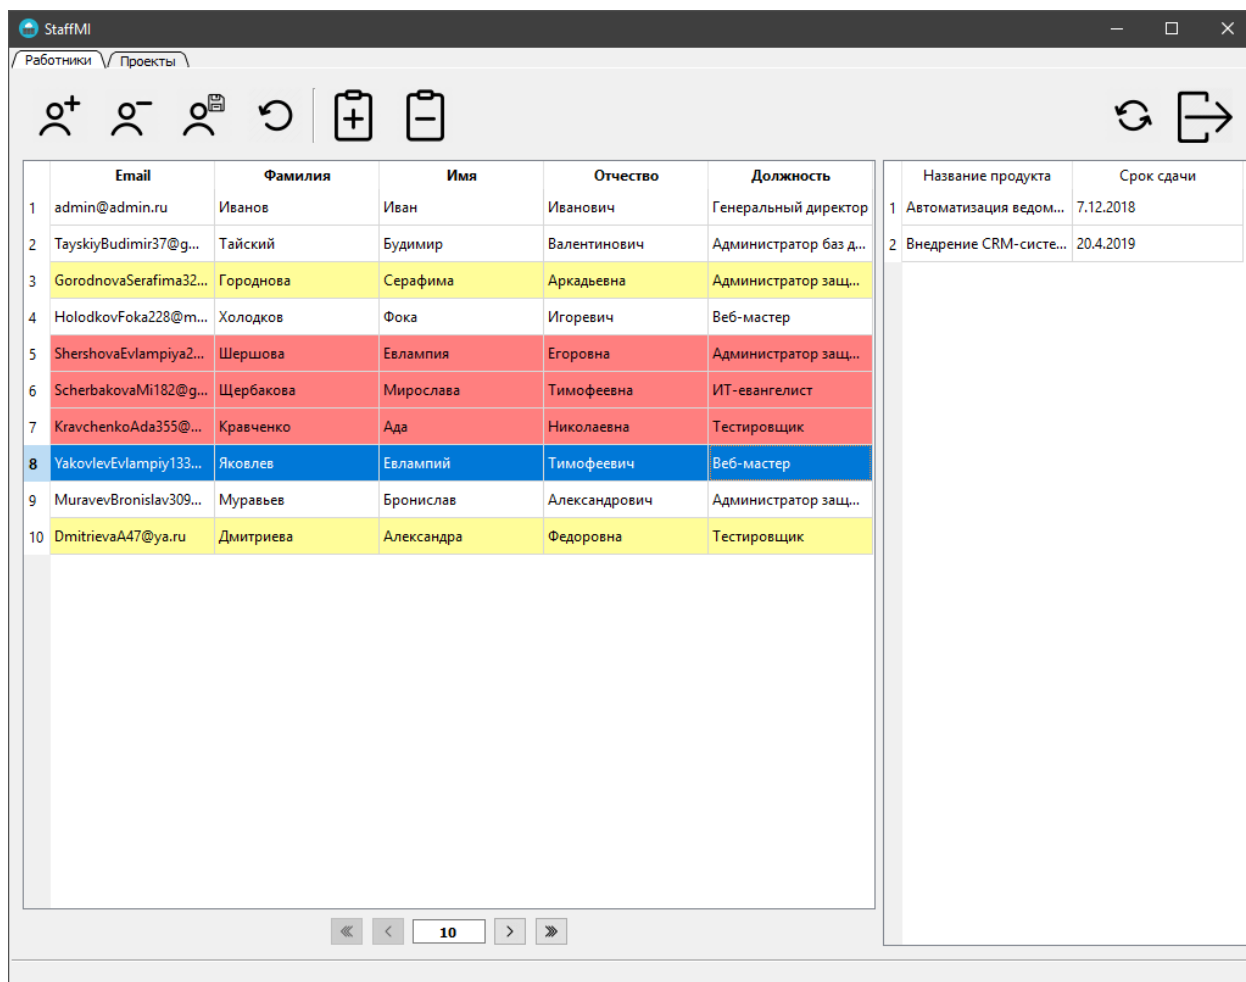 StaffMI
Работники Проекты
Email Фамилия Имя Отчество Должность Название продукта Срок сдачи
1 admin@admin.ru Иванов Иван Иванович Генеральный директор 1 Автоматизация ведом... 7.12.2018
2 TayskiyBudimir37@g... Тайский Будимир Валентинович Администратор баз д... 2 Внедрение CRM-систе... 20.4.2019
3 GorodnovaSerafima32... Городнова Серафима Аркадьевна Администратор защ...
4 HolodkovFoka228@m... Холодков Фока Игоревич Веб-мастер
5 ShershovaEvlampiya2... Шершова Евлампия Егоровна Администратор защ...
6 ScherbakovaMi182@g... Щербакова Мирослава Тимофеевна ИТ-евангелист
7 KravchenkoAda355@... Кравченко Ада Николаевна Тестировщик
8 YakovlevEvlampiy133... Яковлев Евлампий Тимофеевич Веб-мастер
9 MuravevBronislav309... Муравьев Бронислав Александрович Администратор защ...
10 DmitrievaA47@ya.ru Дмитриева Александра Федоровна Тестировщик
10